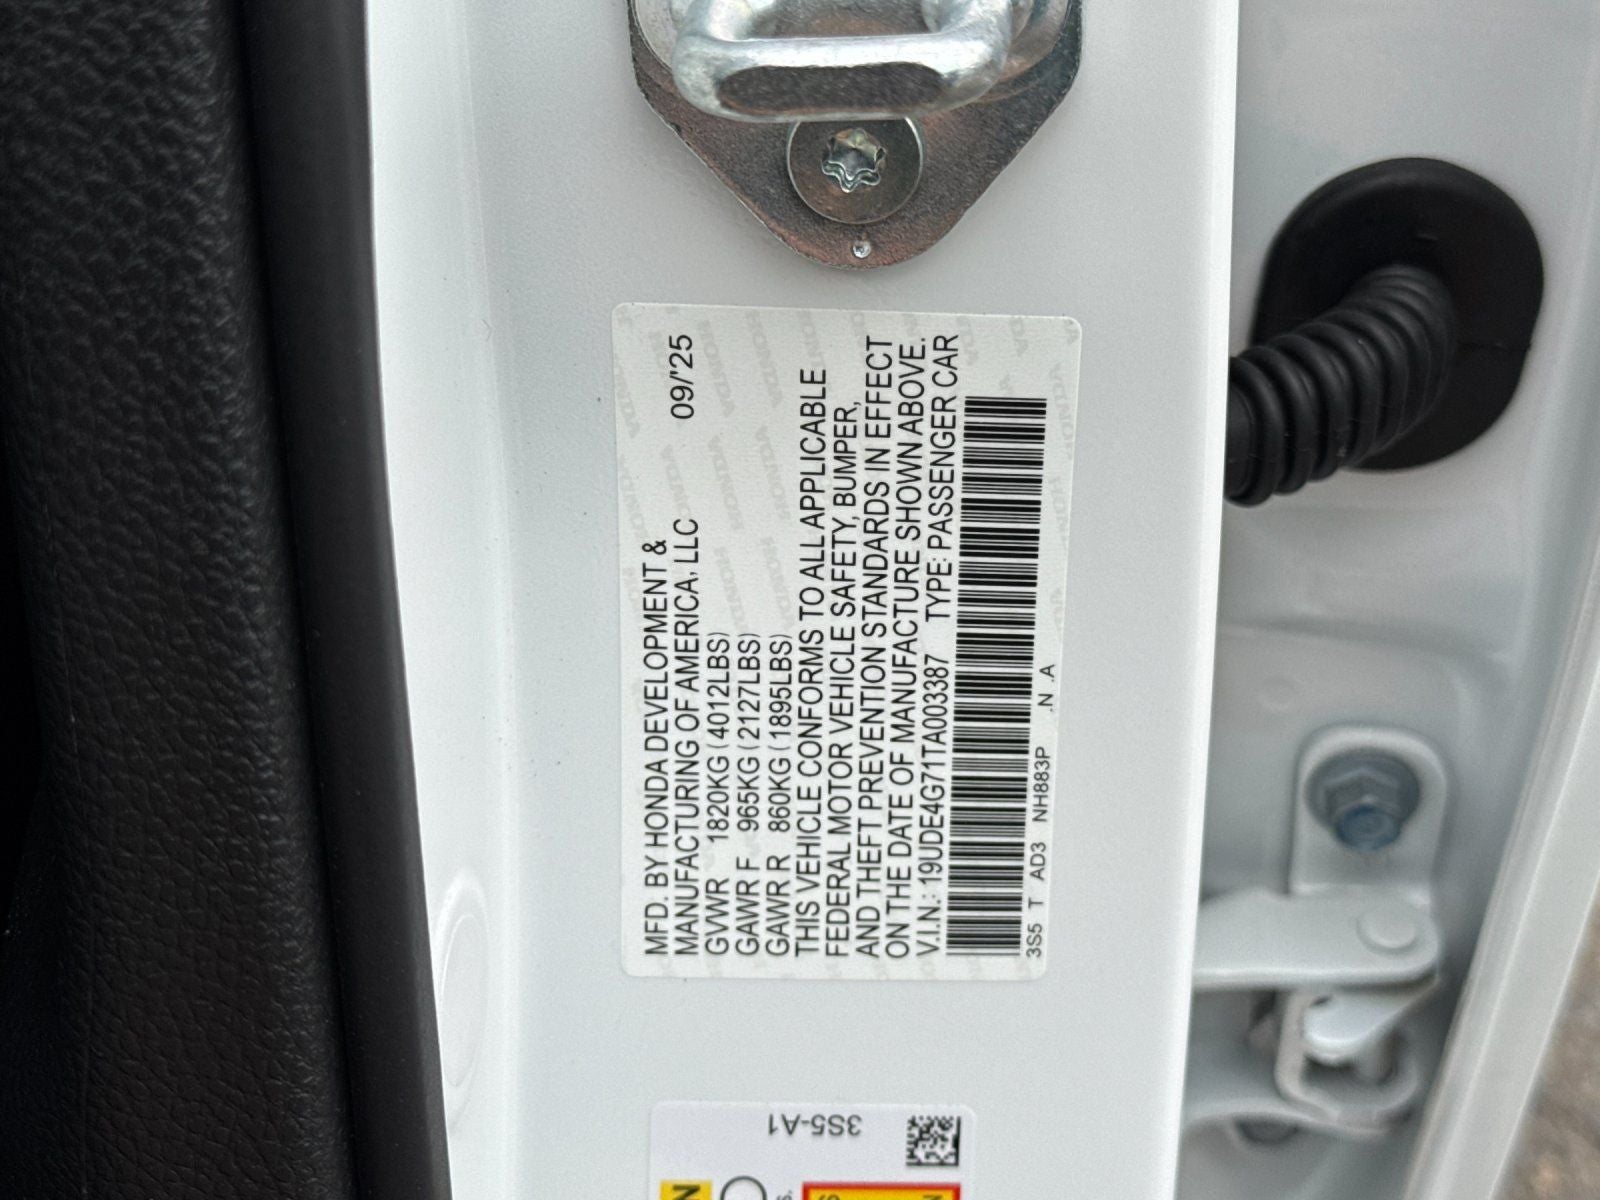 MFD. BY HONDA DEVELOPMENT &
MANUFACTURING OF AMERICA, LLC 09/'25
GVWR 1820KG (4012LBS)
GAWR F 965KG (2127LBS)
GAWR R 860KG (1895LBS)
THIS VEHICLE CONFORMS TO ALL APPLICABLE
FEDERAL MOTOR VEHICLE SAFETY, BUMPER,
AND THEFT PREVENTION STANDARDS IN EFFECT
ON THE DATE OF MANUFACTURE SHOWN ABOVE.
V.I.N.: 19UDE4G71TA003387 TYPE: PASSENGER CAR
3S5 T AD3 NH883P .N .A
3S5-A1